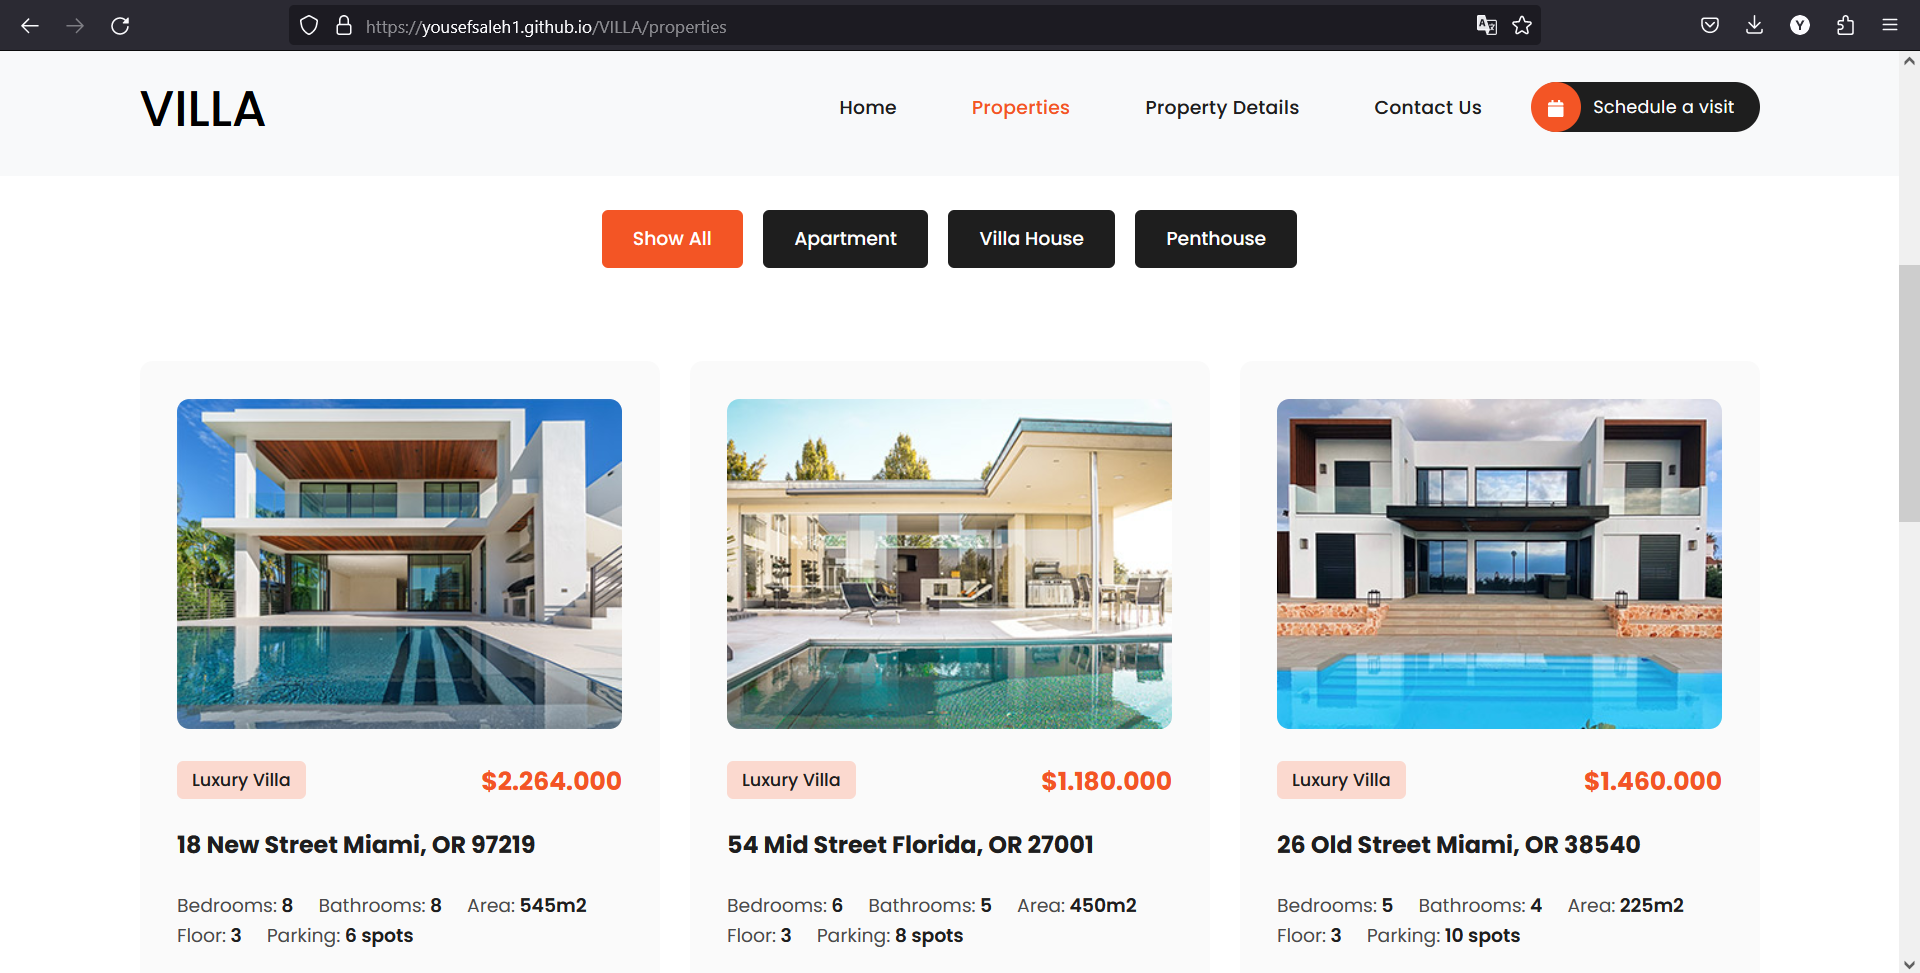 https://yousefsaleh1.github.io/VILLA/properties
Y
VILLA
Home
Properties
Property Details
Contact Us
Schedule a visit
Show All
Apartment
Villa House
Penthouse
Luxury Villa
$2.264.000
18 New Street Miami, OR 97219
Bedrooms: 8 Bathrooms: 8 Area: 545m2
Floor: 3 Parking: 6 spots
Luxury Villa
$1.180.000
54 Mid Street Florida, OR 27001
Bedrooms: 6 Bathrooms: 5 Area: 450m2
Floor: 3 Parking: 8 spots
Luxury Villa
$1.460.000
26 Old Street Miami, OR 38540
Bedrooms: 5 Bathrooms: 4 Area: 225m2
Floor: 3 Parking: 10 spots